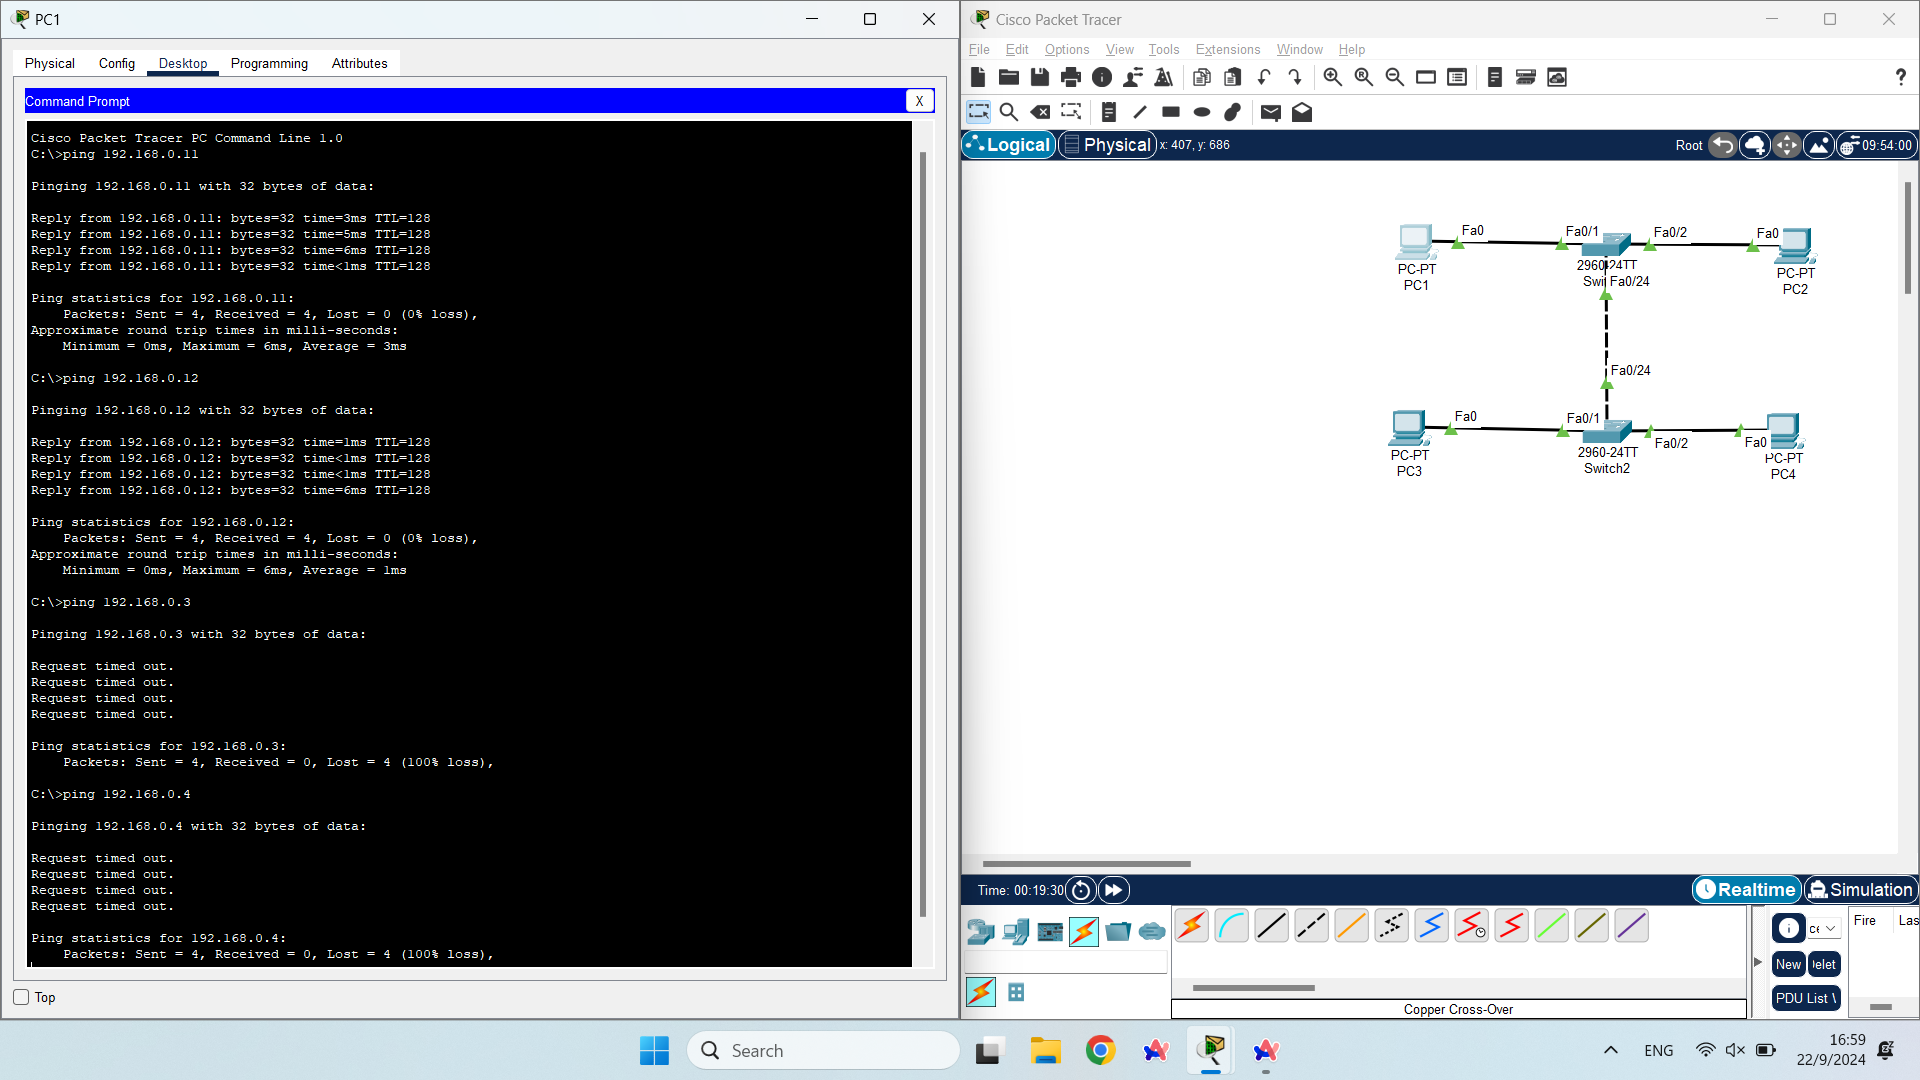 PC1
Physical Config Desktop Programming Attributes
Command Prompt
X
Cisco Packet Tracer PC Command Line 1.0
C:\>ping 192.168.0.11
Pinging 192.168.0.11 with 32 bytes of data:
Reply from 192.168.0.11: bytes=32 time=3ms TTL=128
Reply from 192.168.0.11: bytes=32 time=5ms TTL=128
Reply from 192.168.0.11: bytes=32 time=6ms TTL=128
Reply from 192.168.0.11: bytes=32 time<1ms TTL=128
Ping statistics for 192.168.0.11:
Packets: Sent = 4, Received = 4, Lost = 0 (0% loss),
Approximate round trip times in milli-seconds:
Minimum = 0ms, Maximum = 6ms, Average = 3ms
C:\>ping 192.168.0.12
Pinging 192.168.0.12 with 32 bytes of data:
Reply from 192.168.0.12: bytes=32 time=1ms TTL=128
Reply from 192.168.0.12: bytes=32 time<1ms TTL=128
Reply from 192.168.0.12: bytes=32 time<1ms TTL=128
Reply from 192.168.0.12: bytes=32 time=6ms TTL=128
Ping statistics for 192.168.0.12:
Packets: Sent = 4, Received = 4, Lost = 0 (0% loss),
Approximate round trip times in milli-seconds:
Minimum = 0ms, Maximum = 6ms, Average = 1ms
C:\>ping 192.168.0.3
Pinging 192.168.0.3 with 32 bytes of data:
Request timed out.
Request timed out.
Request timed out.
Request timed out.
Ping statistics for 192.168.0.3:
Packets: Sent = 4, Received = 0, Lost = 4 (100% loss),
C:\>ping 192.168.0.4
Pinging 192.168.0.4 with 32 bytes of data:
Request timed out.
Request timed out.
Request timed out.
Request timed out.
Ping statistics for 192.168.0.4:
Packets: Sent = 4, Received = 0, Lost = 4 (100% loss),
Top
Cisco Packet Tracer
File Edit Options View Tools Extensions Window Help
?
Logical Physical x: 407, y: 686 Root 09:54:00
Fa0 Fa0/1 Fa0/2 Fa0
PC-PT
PC1
2960-24TT
Fa0/24
PC-PT
PC2
Fa0/24
Fa0 Fa0/1 Fa0/2 Fa0
PC-PT
PC3
2960-24TT
Switch2
PC-PT
PC4
Time: 00:19:30 Realtime Simulation
Fire Las
New
PDU List
Copper Cross-Over
Search
ENG
16:59
22/9/2024